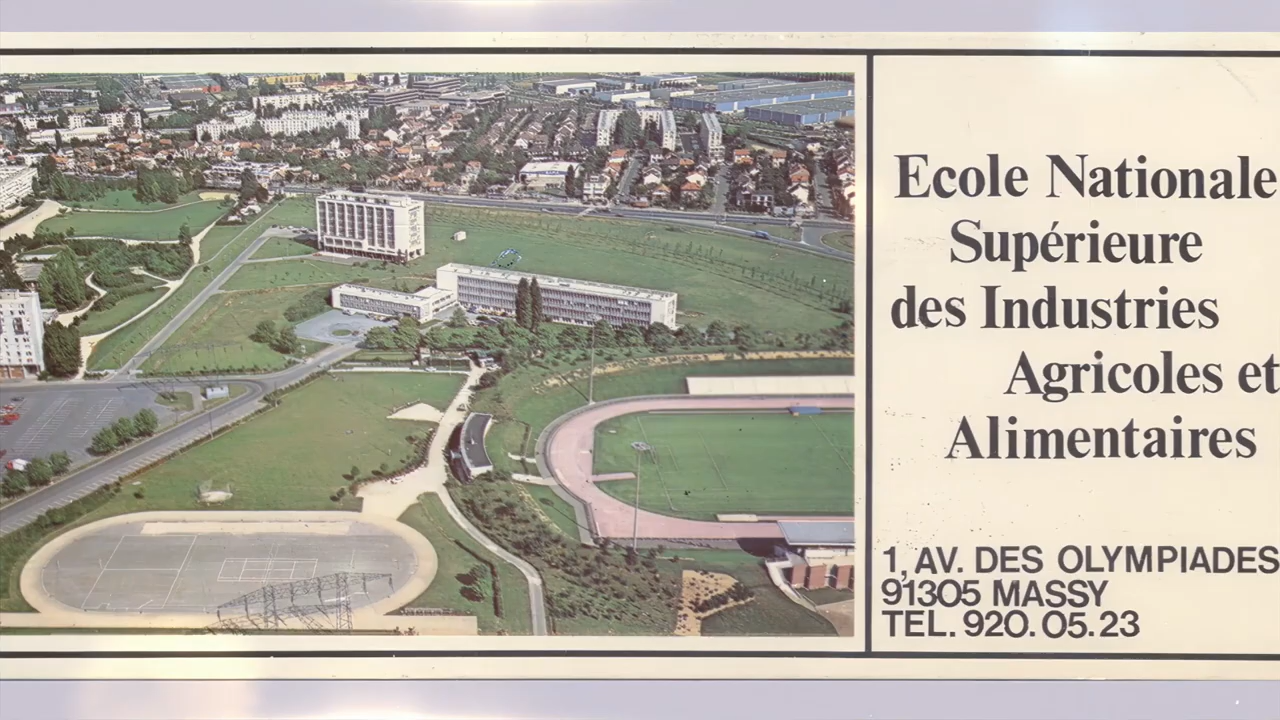 Ecole Nationale
Supérieure
des Industries
Agricoles et
Alimentaires
1, AV. DES OLYMPIADES
91305 MASSY
TEL. 920.05.23